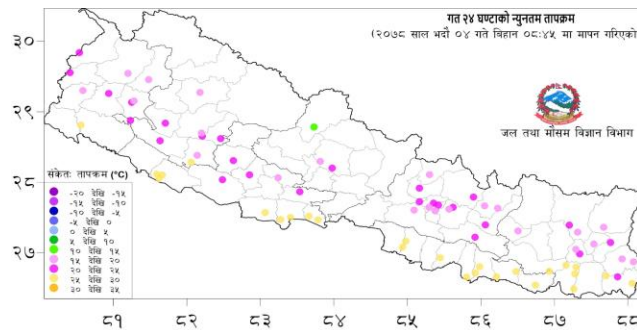 गत २४ घण्टाको न्युनतम तापक्रम
(२०७८ साल भदौ ०४ गते बिहान ०८:४५ मा मापन गरिएको
जल तथा मौसम विज्ञान विभाग
३०
२९
२८
२७
संकेतः तापक्रम (°C)
-२० देखि -१५
-१५ देखि -१०
-१० देखि -५
-५ देखि ०
० देखि ५
५ देखि १०
१० देखि १५
१५ देखि २०
२० देखि २५
२५ देखि ३०
३० देखि ३५
८१ ८२ ८३ ८४ ८५ ८६ ८७ ८८